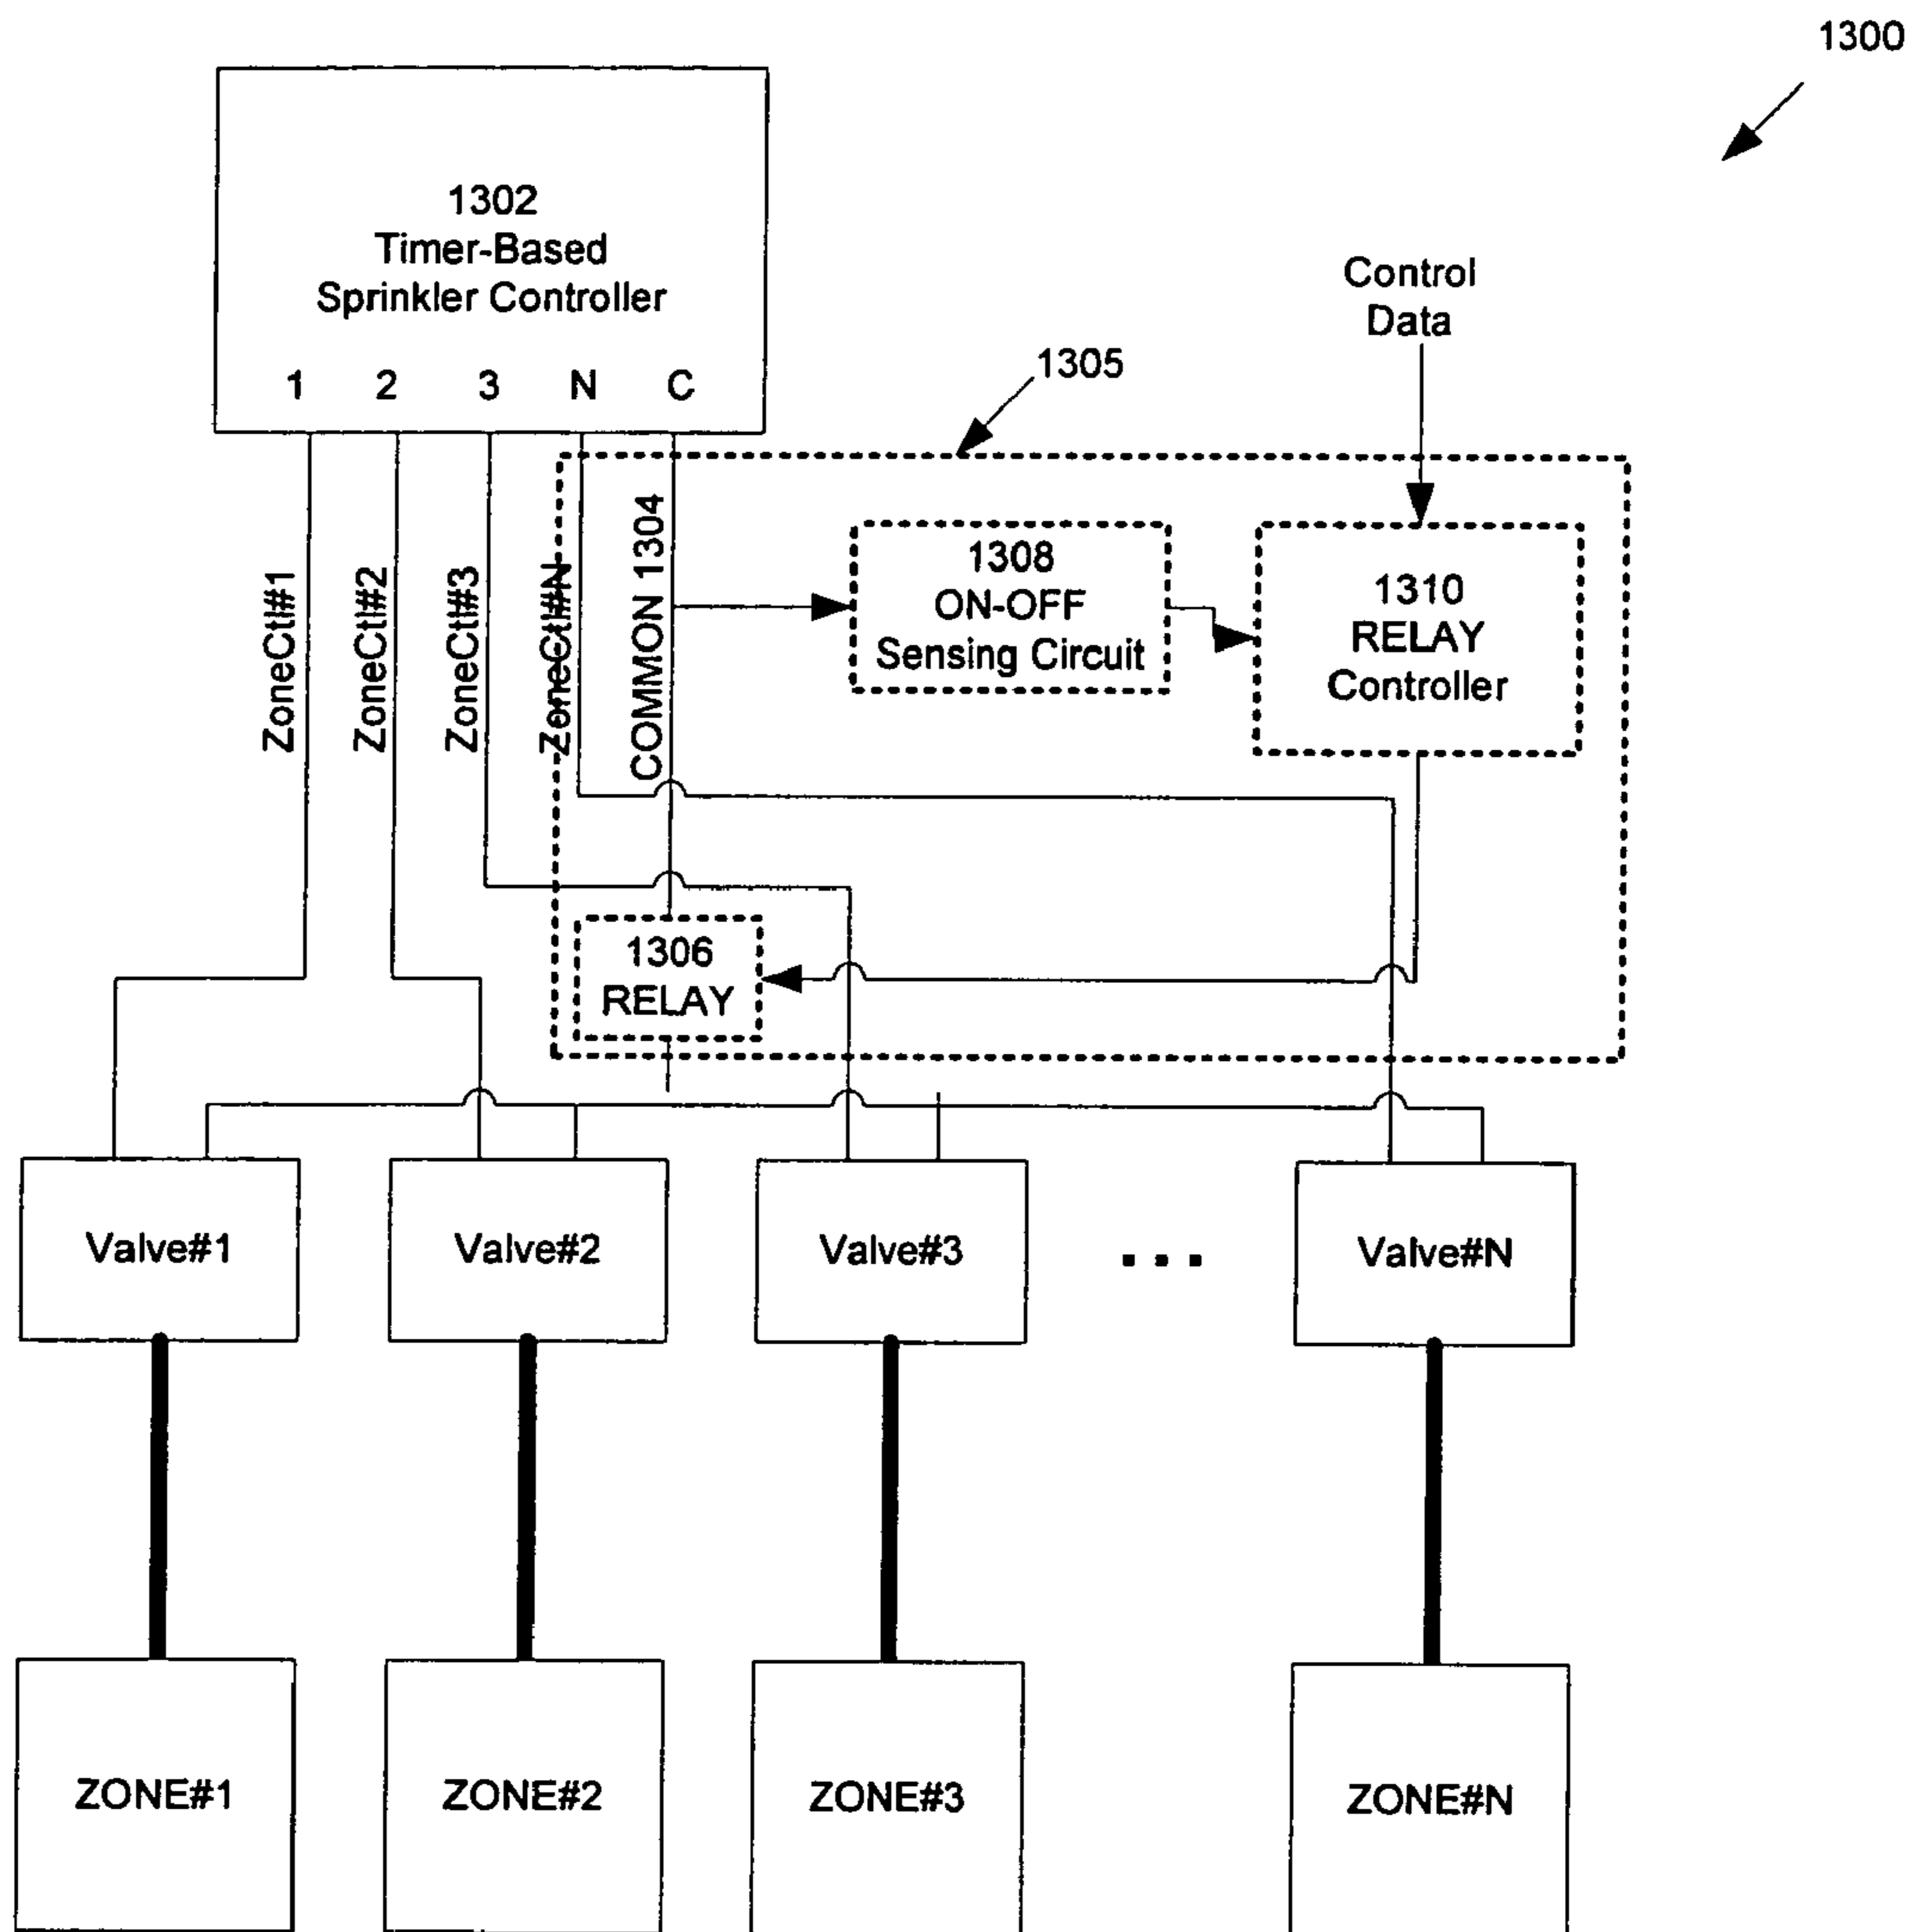 1300
1302
Timer-Based
Sprinkler Controller
1 2 3 N C
Control
Data
1305
ZoneCtl#1
ZoneCtl#2
ZoneCtl#3
ZoneCtl#N
COMMON 1304
1308
ON-OFF
Sensing Circuit
1310
RELAY
Controller
1306
RELAY
Valve#1
Valve#2
Valve#3
...
Valve#N
ZONE#1
ZONE#2
ZONE#3
ZONE#N